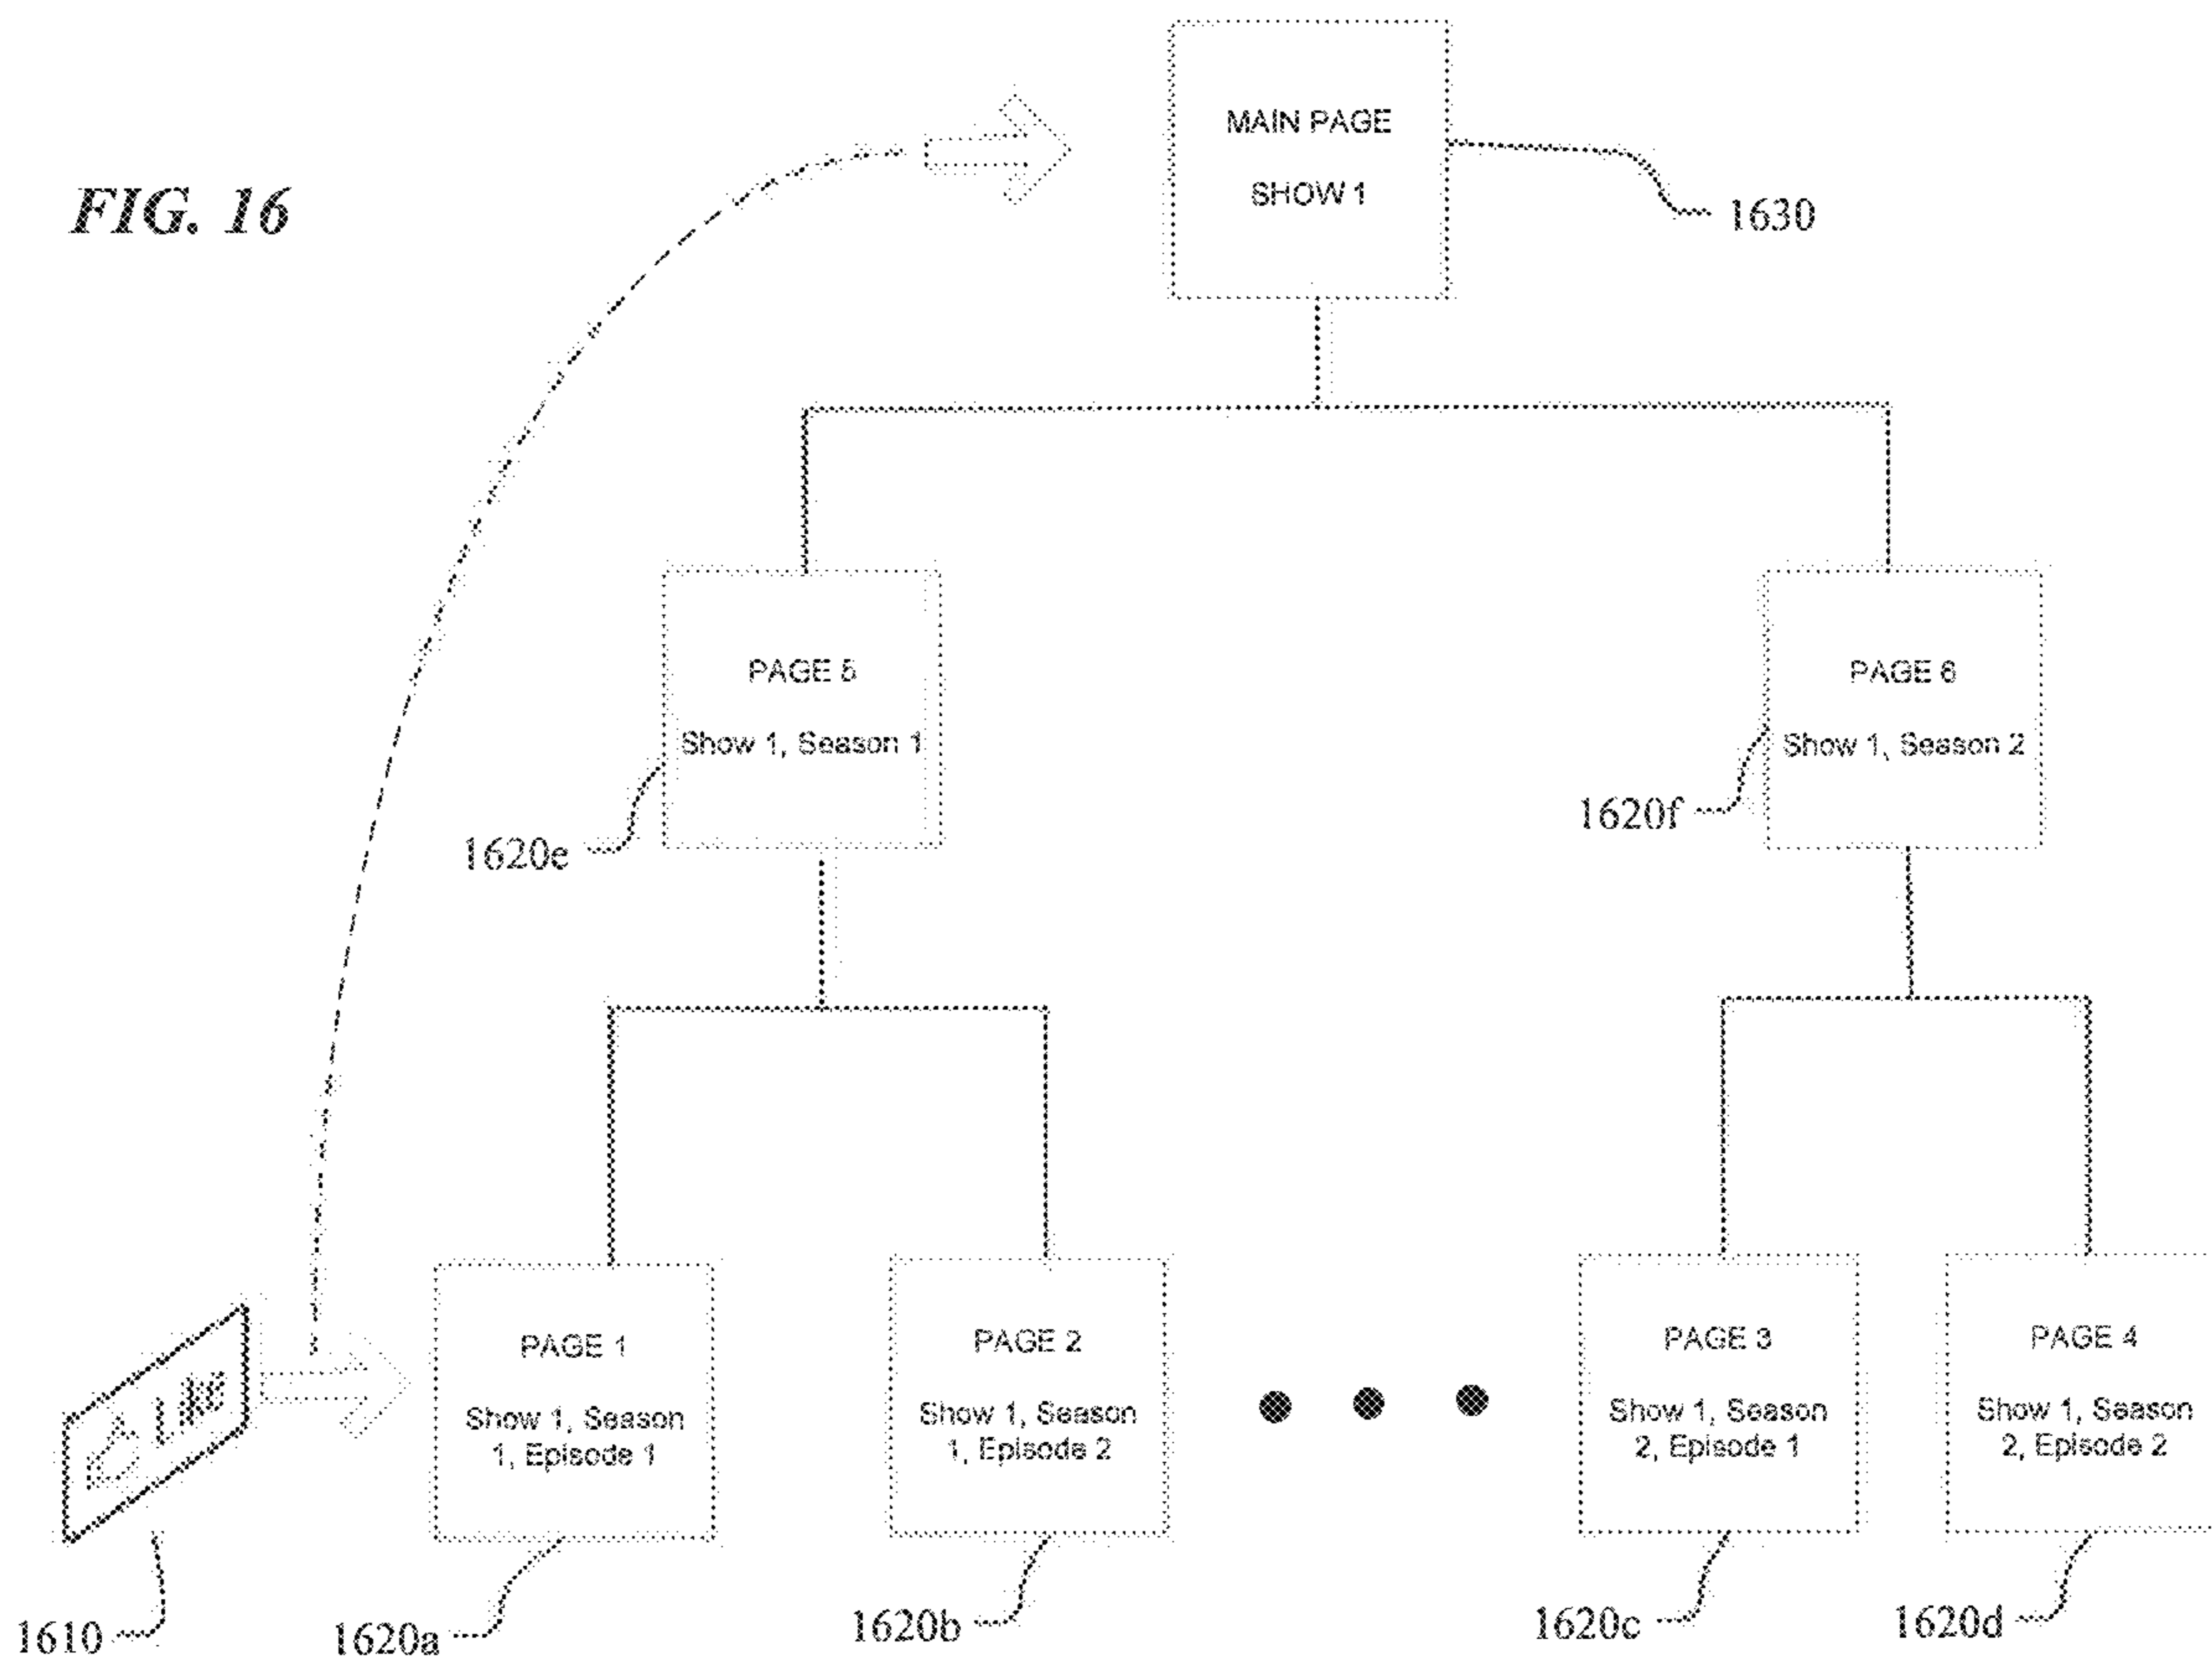 FIG. 16
MAIN PAGE
SHOW 1
1630
PAGE 5
Show 1, Season 1
1620e
PAGE 6
Show 1, Season 2
1620f
Like
1610
PAGE 1
Show 1, Season
1, Episode 1
1620a
PAGE 2
Show 1, Season
1, Episode 2
1620b
PAGE 3
Show 1, Season
2, Episode 1
1620c
PAGE 4
Show 1, Season
2, Episode 2
1620d